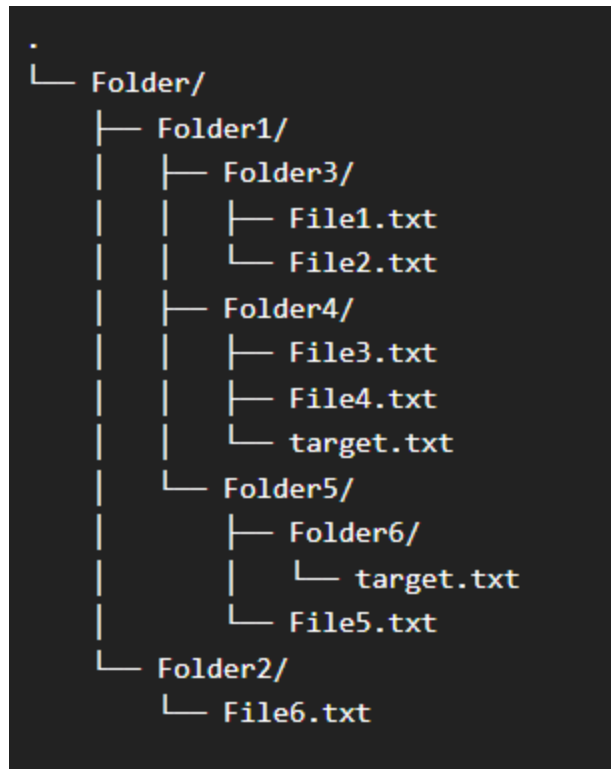 .
└── Folder/
    ├── Folder1/
    │   ├── Folder3/
    │   │   ├── File1.txt
    │   │   └── File2.txt
    │   ├── Folder4/
    │   │   ├── File3.txt
    │   │   ├── File4.txt
    │   │   └── target.txt
    │   └── Folder5/
    │       ├── Folder6/
    │       │   └── target.txt
    │       └── File5.txt
    └── Folder2/
        └── File6.txt